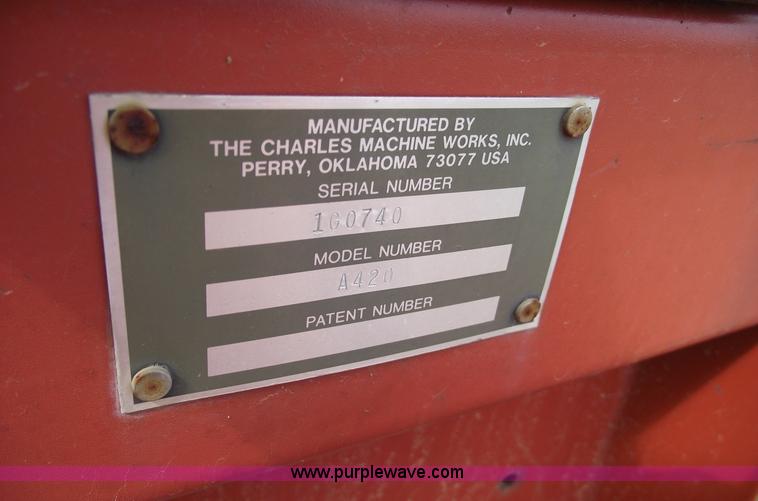 MANUFACTURED BY
THE CHARLES MACHINE WORKS, INC.
PERRY, OKLAHOMA 73077 USA
SERIAL NUMBER
1G0740
MODEL NUMBER
A420
PATENT NUMBER
www.purplewave.com